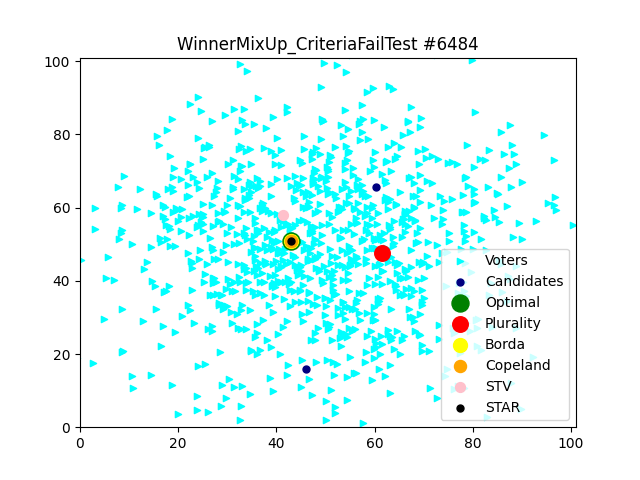 WinnerMixUp_CriteriaFailTest #6484
100
80
60
40
20
0
0 20 40 60 80 100
Voters
Candidates
Optimal
Plurality
Borda
Copeland
STV
STAR